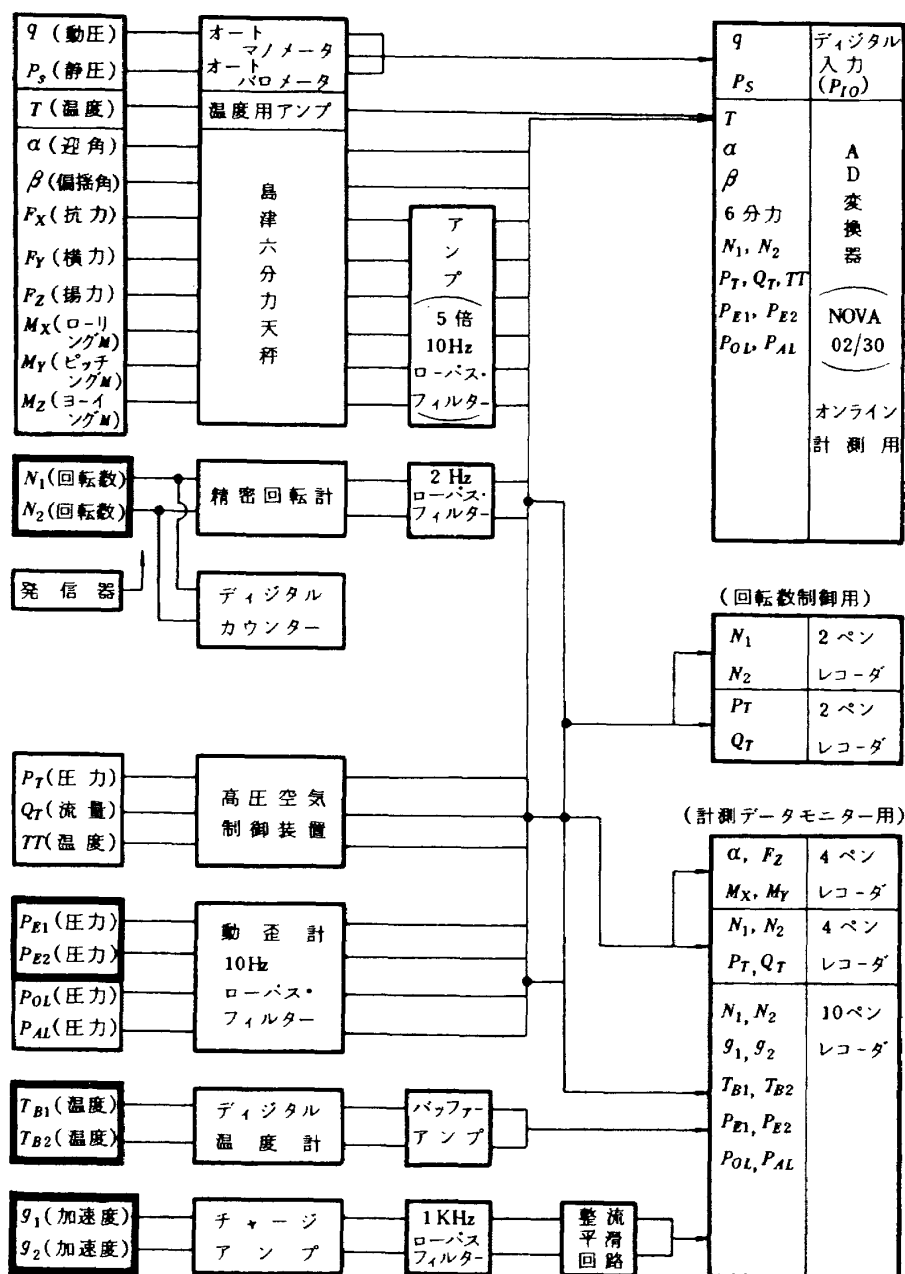 q (動圧)
P_S (静圧)
T (温度)
α (迎角)
β (偏揺角)
F_X (抗力)
F_Y (横力)
F_Z (揚力)
M_X (ローリ
ングM)
M_Y (ピッチ
ングM)
M_Z (ヨーイ
ングM)
オート
マノメータ
オート
バロメータ
温度用アンプ
島津六分力天秤
アンプ
5倍
10Hz
ローパス・
フィルター
q
P_S
ディジタル
入力
(P_IO)
T
α
β
6分力
N_1, N_2
P_T, Q_T, TT
P_E1, P_E2
P_OL, P_AL
AD変換器
NOVA
02/30
オンライン
計測用
N_1 (回転数)
N_2 (回転数)
精密回転計
2 Hz
ローパス・
フィルター
発信器
ディジタル
カウンター
(回転数制御用)
N_1
N_2
2ペン
レコーダ
P_T
Q_T
2ペン
レコーダ
P_T (圧力)
Q_T (流量)
TT (温度)
高圧空気
制御装置
(計測データモニター用)
α, F_Z
M_X, M_Y
4ペン
レコーダ
N_1, N_2
P_T, Q_T
4ペン
レコーダ
N_1, N_2
g_1, g_2
T_B1, T_B2
P_E1, P_E2
P_OL, P_AL
10ペン
レコーダ
P_E1 (圧力)
P_E2 (圧力)
P_OL (圧力)
P_AL (圧力)
動歪計
10Hz
ローパス・
フィルター
T_B1 (温度)
T_B2 (温度)
ディジタル
温度計
バッファー
アンプ
g_1 (加速度)
g_2 (加速度)
チャージ
アンプ
1KHz
ローパス
フィルター
整流
平滑
回路